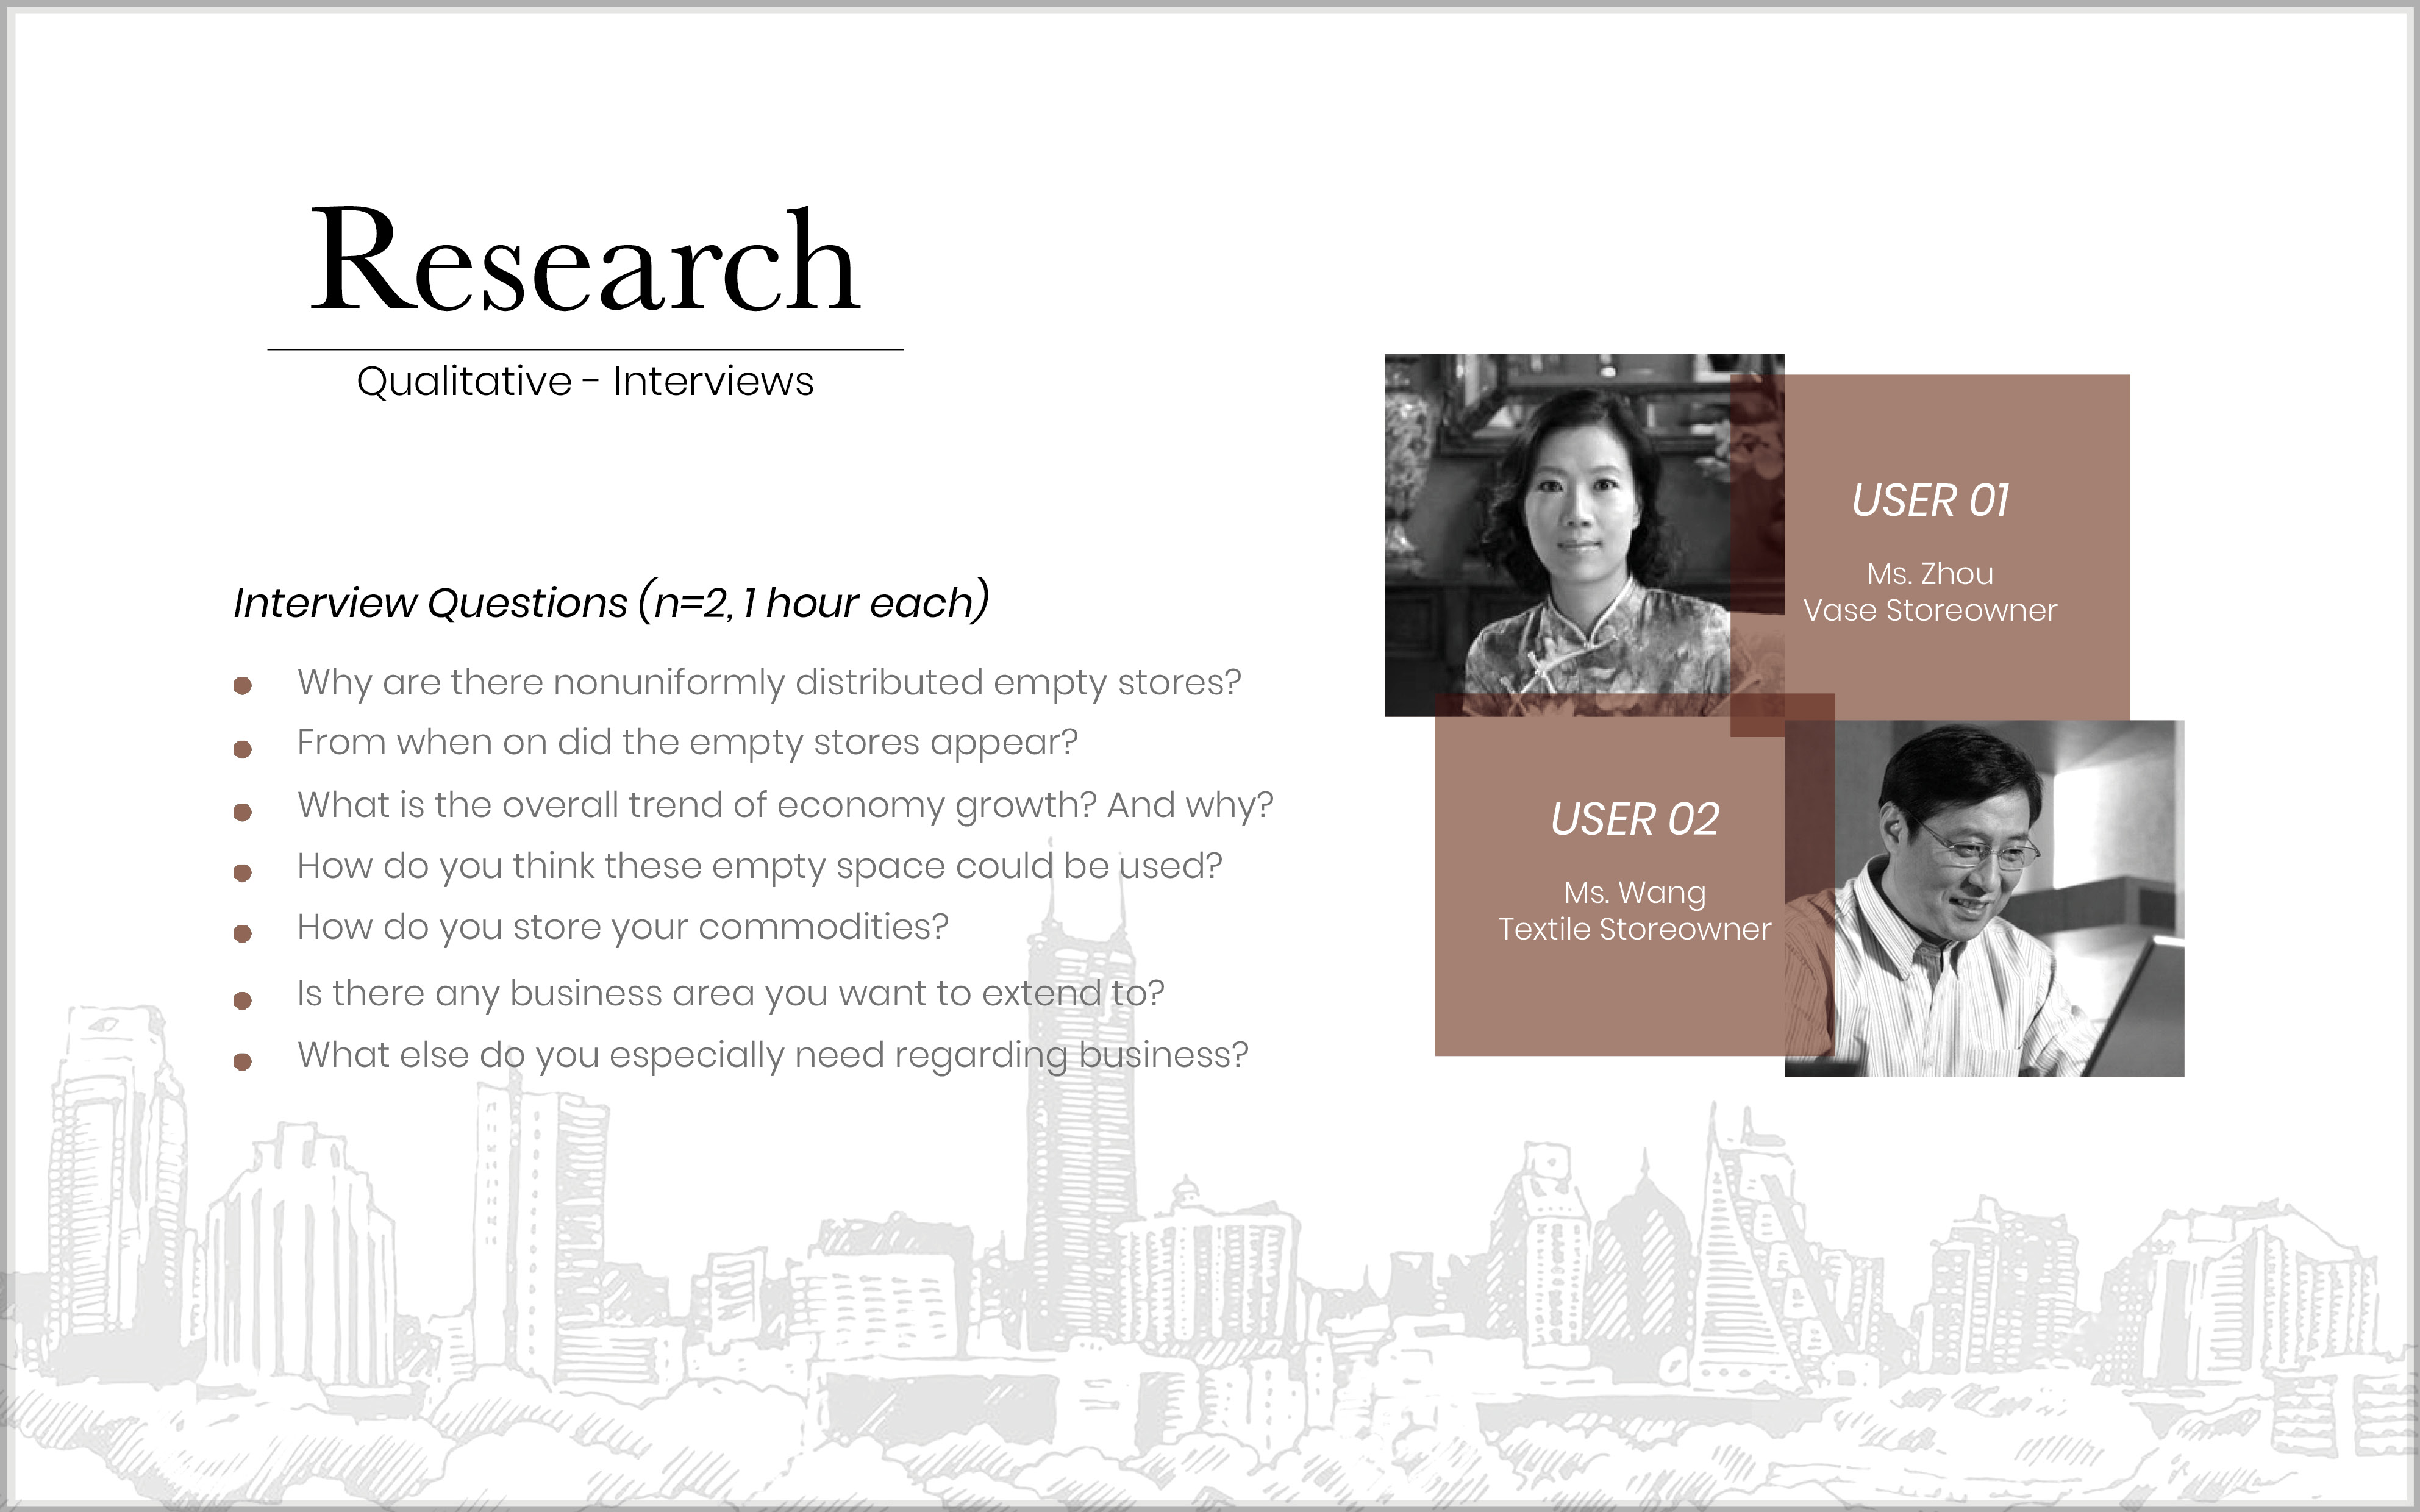 Research
Qualitative - Interviews
Interview Questions (n=2, 1 hour each)
Why are there nonuniformly distributed empty stores?
From when on did the empty stores appear?
What is the overall trend of economy growth? And why?
How do you think these empty space could be used?
How do you store your commodities?
Is there any business area you want to extend to?
What else do you especially need regarding business?
USER 01
Ms. Zhou
Vase Storeowner
USER 02
Ms. Wang
Textile Storeowner